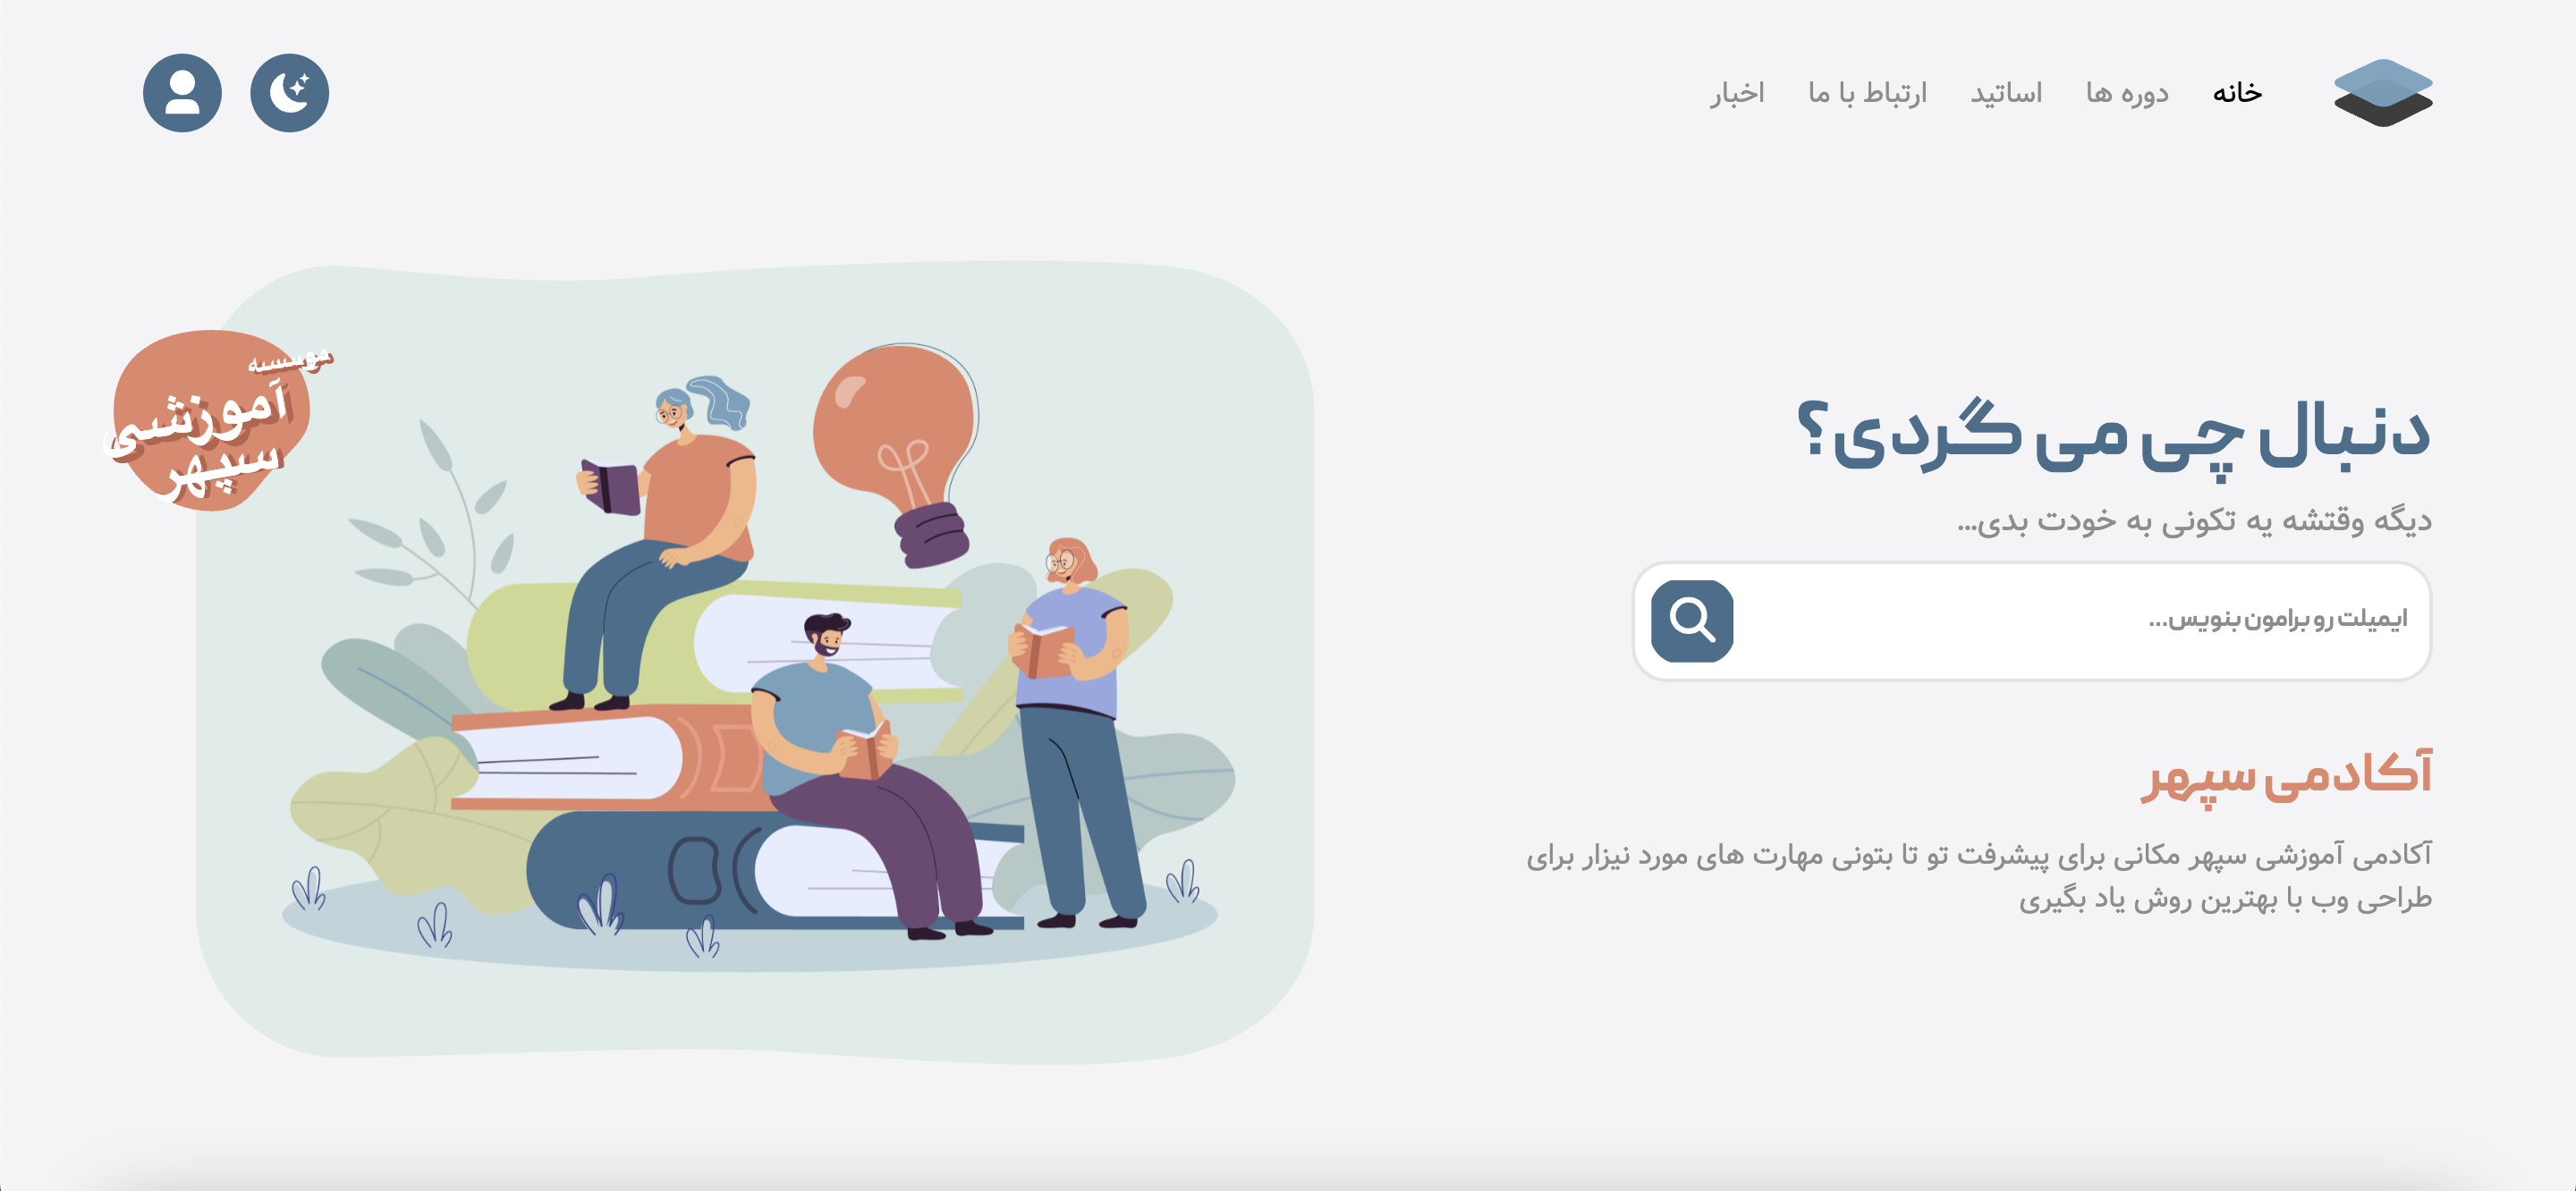 خانه
دوره ها
اساتید
ارتباط با ما
اخبار
دنبال چی می گردی؟
دیگه وقتشه یه تکونی به خودت بدی...
ایمیلت رو برامون بنویس...
آکادمی سپهر
آکادمی آموزشی سپهر مکانی برای پیشرفت تو تا بتونی مهارت های مورد نیزار برای
طراحی وب با بهترین روش یاد بگیری
موسسه
آموزشی
سپهر